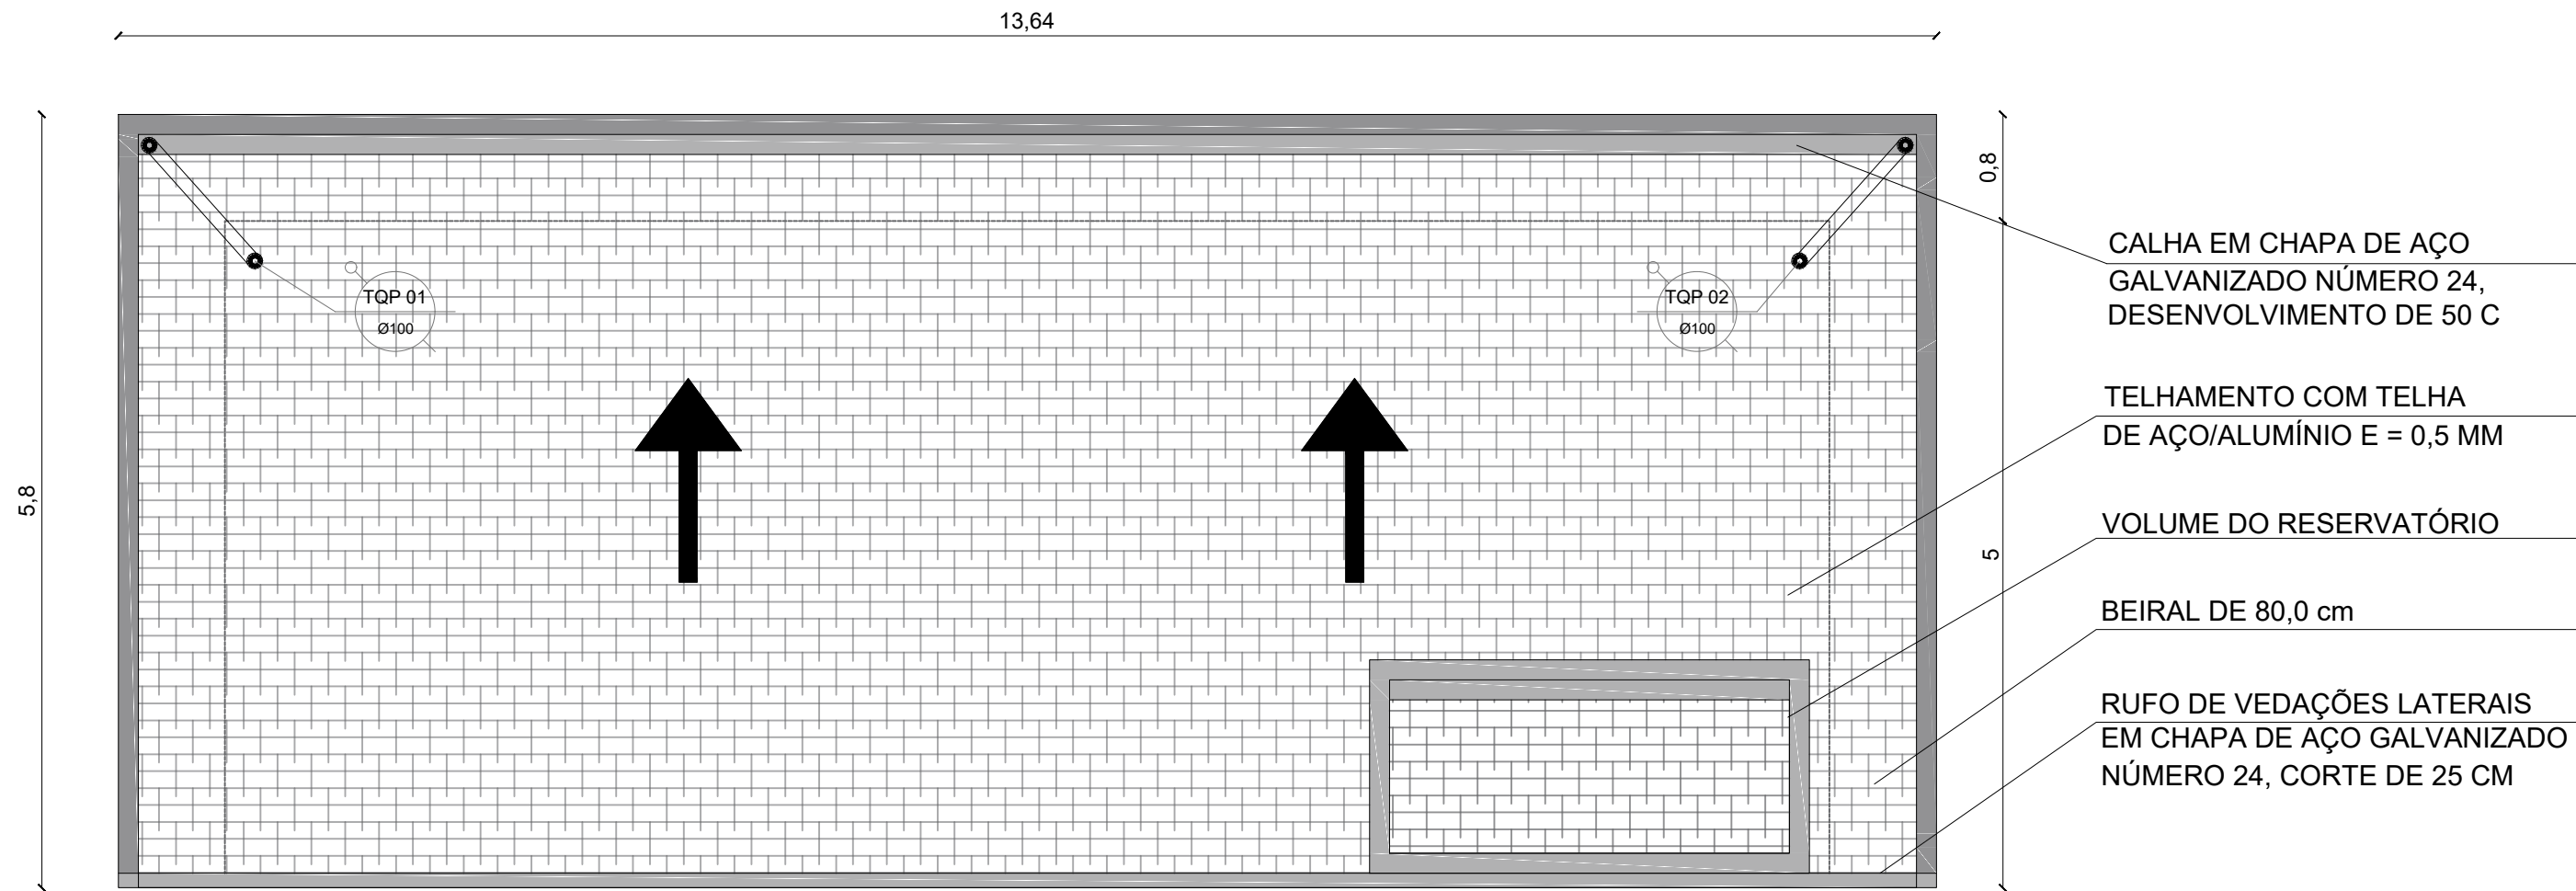 13,64
5,8
0,8
5
TQP 01
Ø100
TQP 02
Ø100
CALHA EM CHAPA DE AÇO
GALVANIZADO NÚMERO 24,
DESENVOLVIMENTO DE 50 C
TELHAMENTO COM TELHA
DE AÇO/ALUMÍNIO E = 0,5 MM
VOLUME DO RESERVATÓRIO
BEIRAL DE 80,0 cm
RUFO DE VEDAÇÕES LATERAIS
EM CHAPA DE AÇO GALVANIZADO
NÚMERO 24, CORTE DE 25 CM